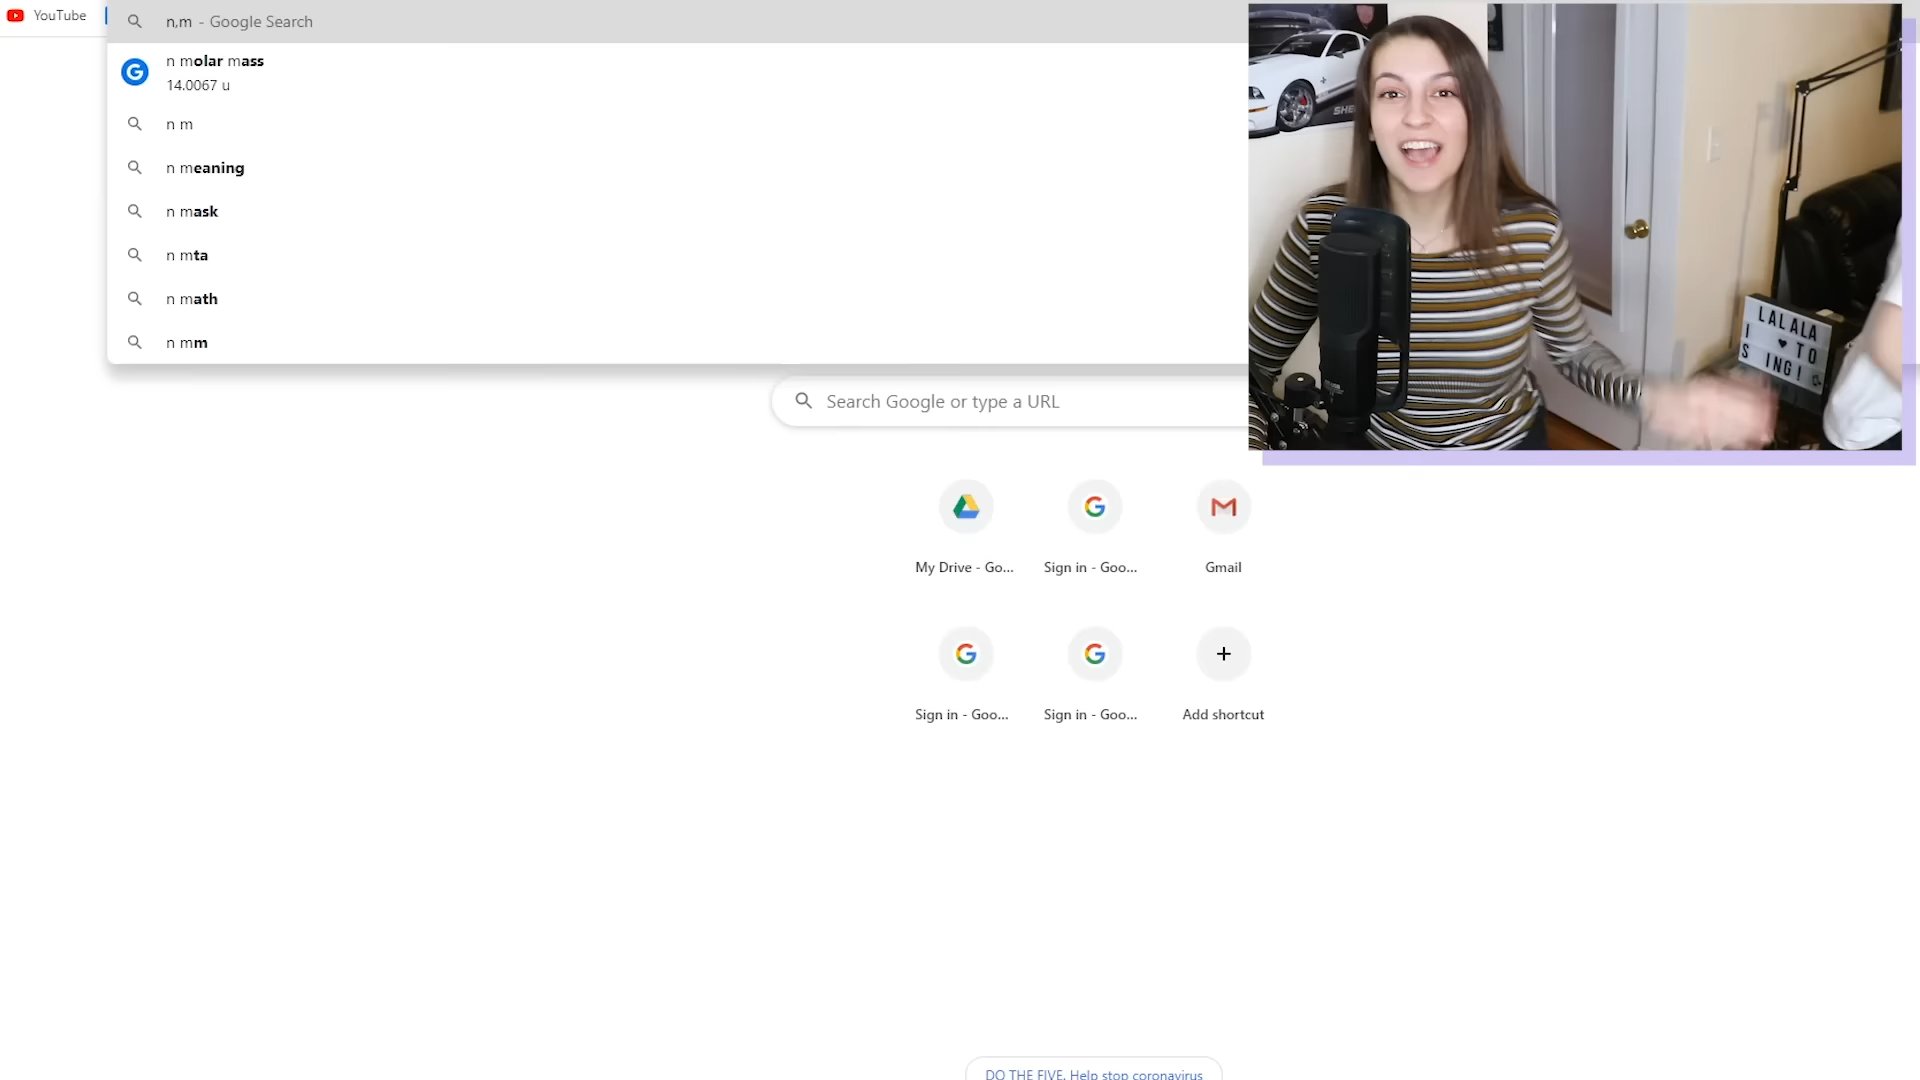 YouTube
n,m - Google Search
n molar mass
14.0067 u
n m
n meaning
n mask
n mta
n math
n mm
Search Google or type a URL
My Drive - Go...
Sign in - Goo...
Gmail
Sign in - Goo...
Sign in - Goo...
Add shortcut
DO THE FIVE. Help stop coronavirus
SHE
LALALA
I ♥ TO
S ING!